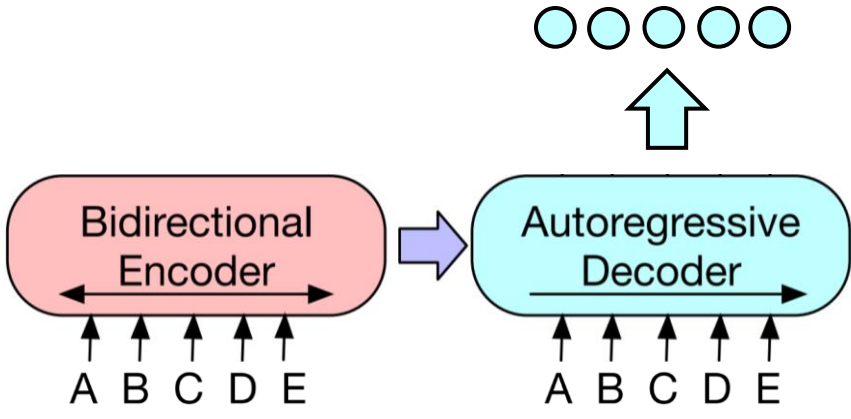 Bidirectional
Encoder
A B C D E
Autoregressive
Decoder
A B C D E